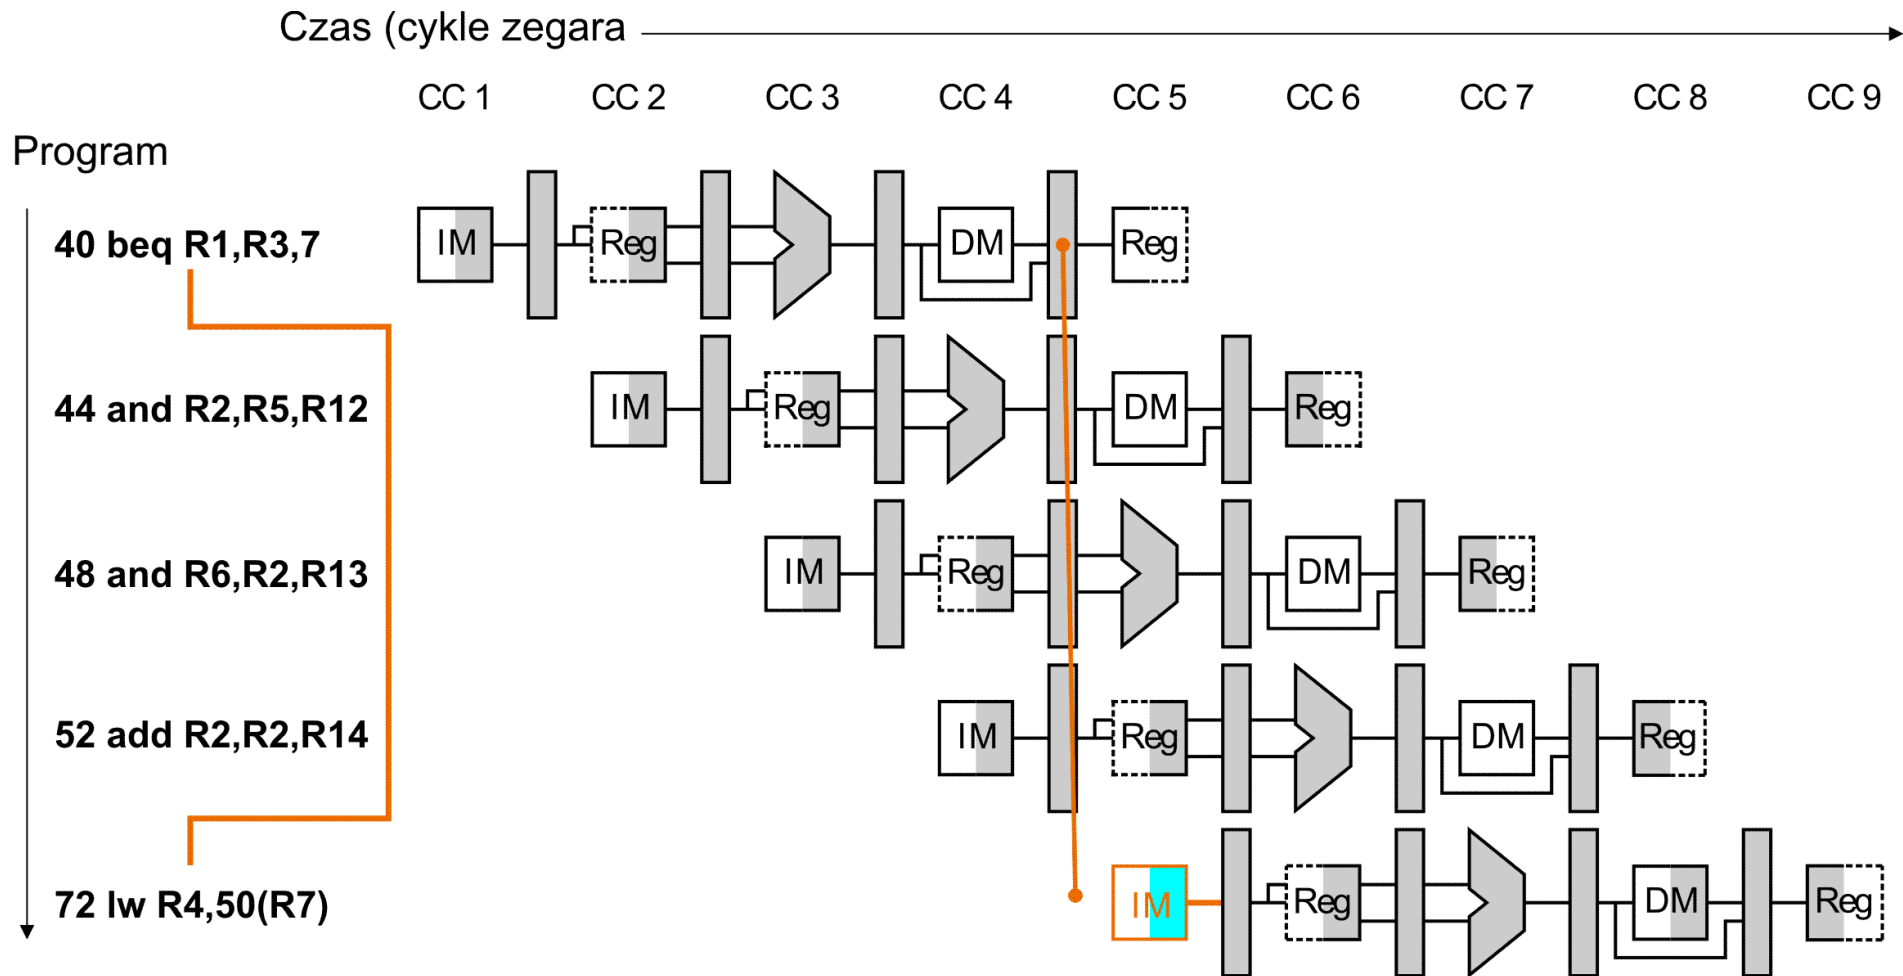 Czas (cykle zegara
CC 1 CC 2 CC 3 CC 4 CC 5 CC 6 CC 7 CC 8 CC 9
Program
40 beq R1,R3,7 IM Reg DM Reg
44 and R2,R5,R12 IM Reg DM Reg
48 and R6,R2,R13 IM Reg DM Reg
52 add R2,R2,R14 IM Reg DM Reg
72 lw R4,50(R7) IM Reg DM Reg